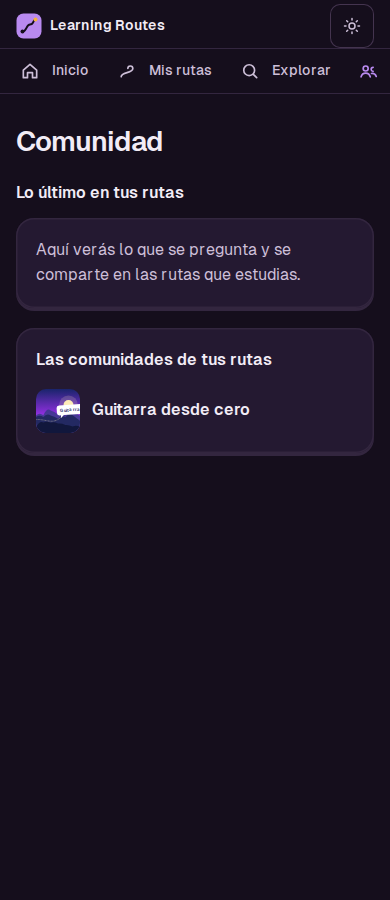 Learning Routes
Inicio
Mis rutas
Explorar
Comunidad
Lo último en tus rutas
Aquí verás lo que se pregunta y se
comparte en las rutas que estudias.
Las comunidades de tus rutas
Guitarra desde cero